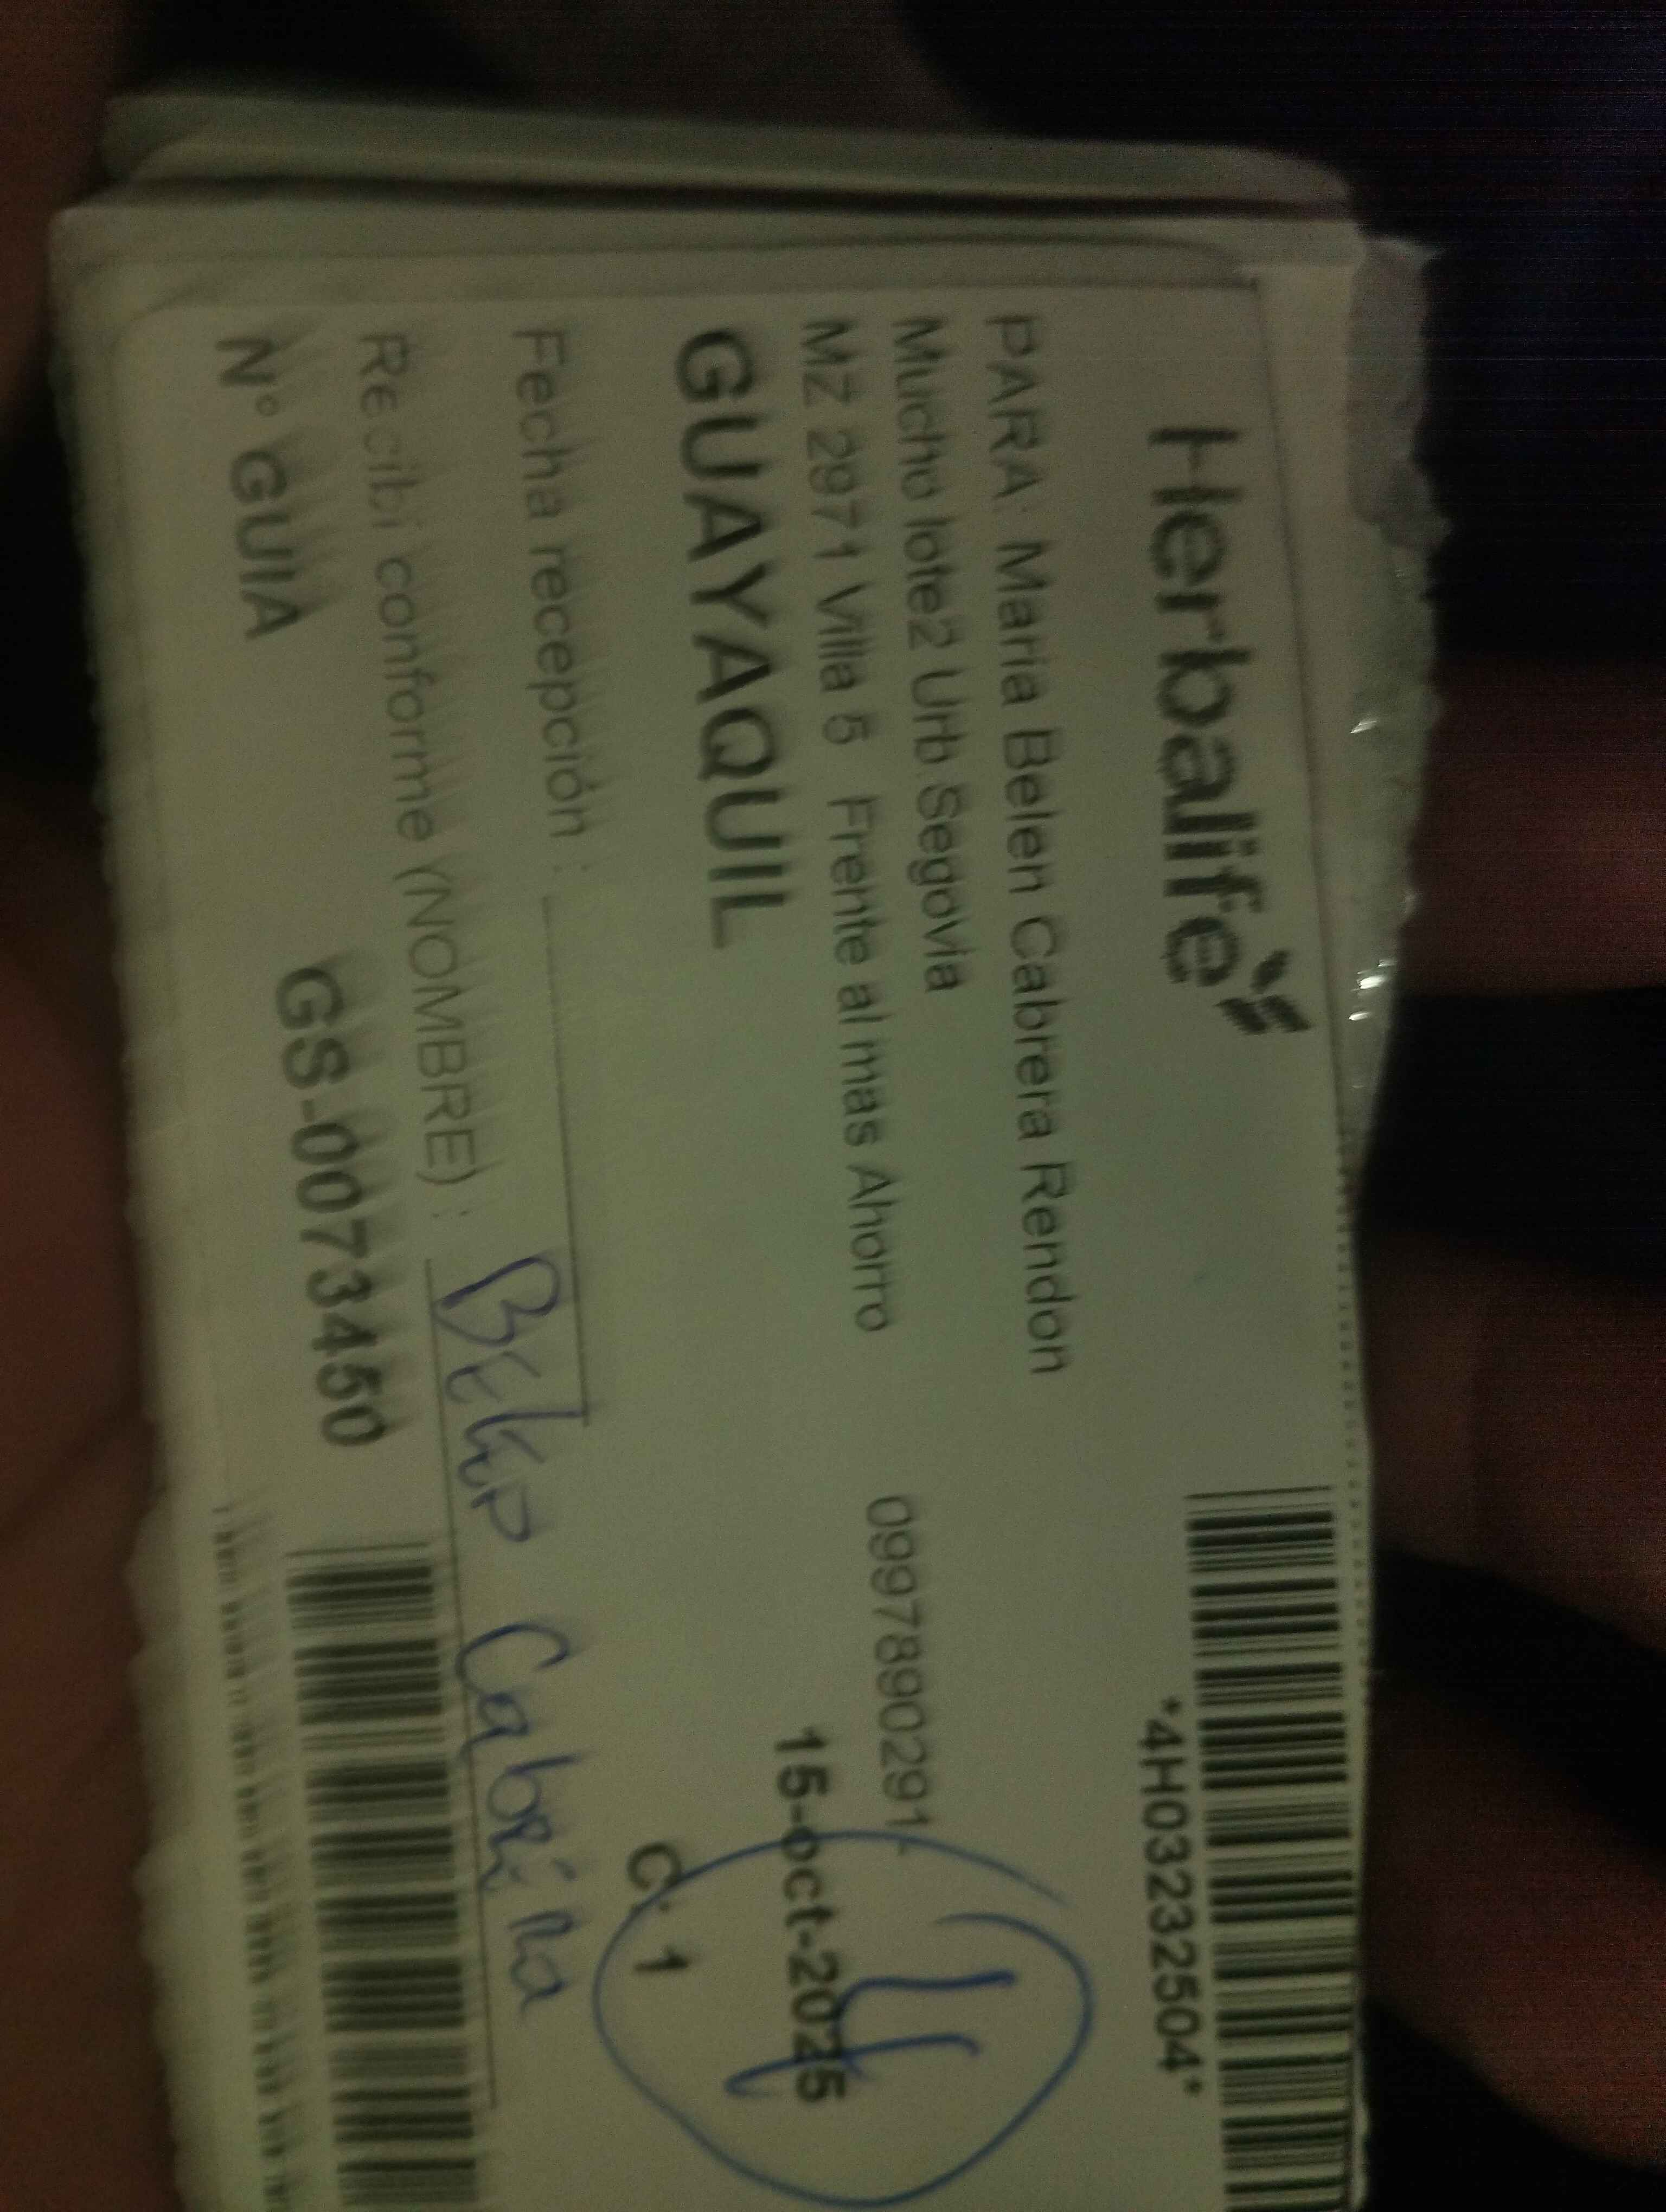 Herbalife
*4H03232504*
PARA: Maria Belen Cabrera Rendon
Mucho lote2 Urb Segovia
MZ 2971 Villa 5 Frente al mas Ahorro
0997890291
GUAYAQUIL
15-oct-2025
C: 1
Fecha recepción :
Recibi conforme (NOMBRE) : Belen Cabrera
N° GUIA
GS-0073450